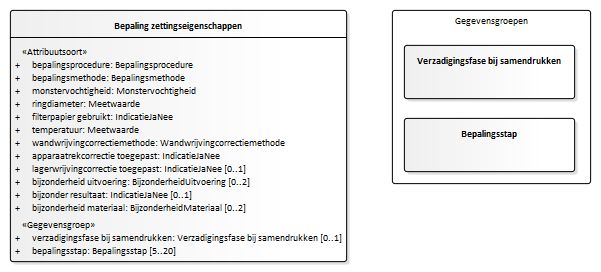 Bepaling zettingseigenschappen
«Attribuutsoort»
+ bepalingsprocedure: Bepalingsprocedure
+ bepalingsmethode: Bepalingsmethode
+ monstervochtigheid: Monstervochtigheid
+ ringdiameter: Meetwaarde
+ filterpapier gebruikt: IndicatieJaNee
+ temperatuur: Meetwaarde
+ wandwrijvingcorrectiemethode: Wandwrijvingcorrectiemethode
+ apparaatrekcorrectie toegepast: IndicatieJaNee
+ lagerwrijvingcorrectie toegepast: IndicatieJaNee [0..1]
+ bijzonderheid uitvoering: BijzonderheidUitvoering [0..2]
+ bijzonder resultaat: IndicatieJaNee [0..1]
+ bijzonderheid materiaal: BijzonderheidMateriaal [0..2]
«Gegevensgroep»
+ verzadigingsfase bij samendrukken: Verzadigingsfase bij samendrukken [0..1]
+ bepalingsstap: Bepalingsstap [5..20]
Gegevensgroepen
Verzadigingsfase bij samendrukken
Bepalingsstap